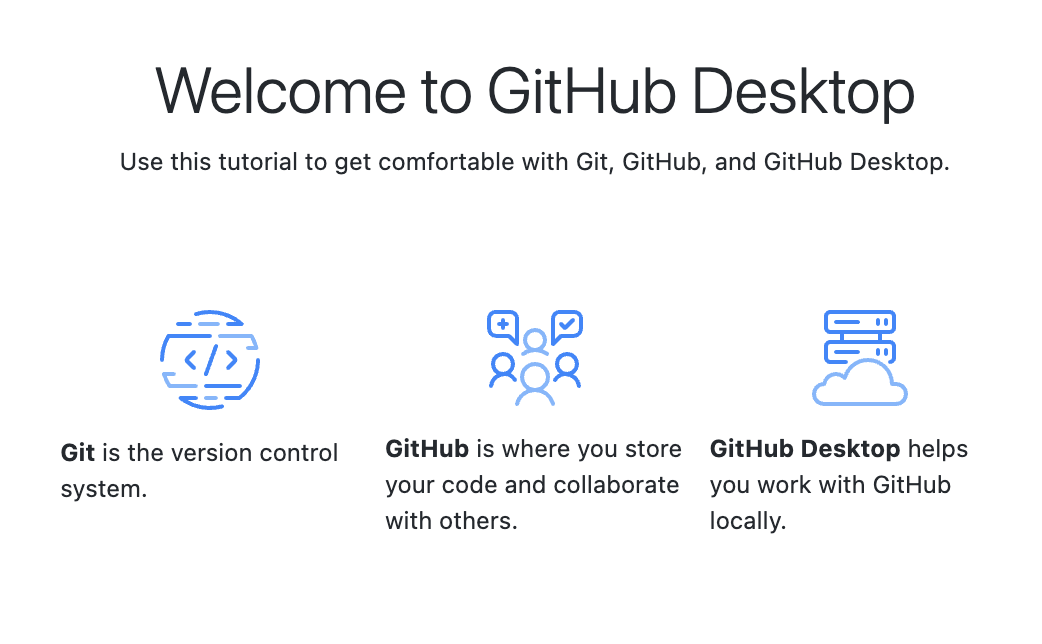 Welcome to GitHub Desktop
Use this tutorial to get comfortable with Git, GitHub, and GitHub Desktop.
Git is the version control
system.
GitHub is where you store
your code and collaborate
with others.
GitHub Desktop helps
you work with GitHub
locally.